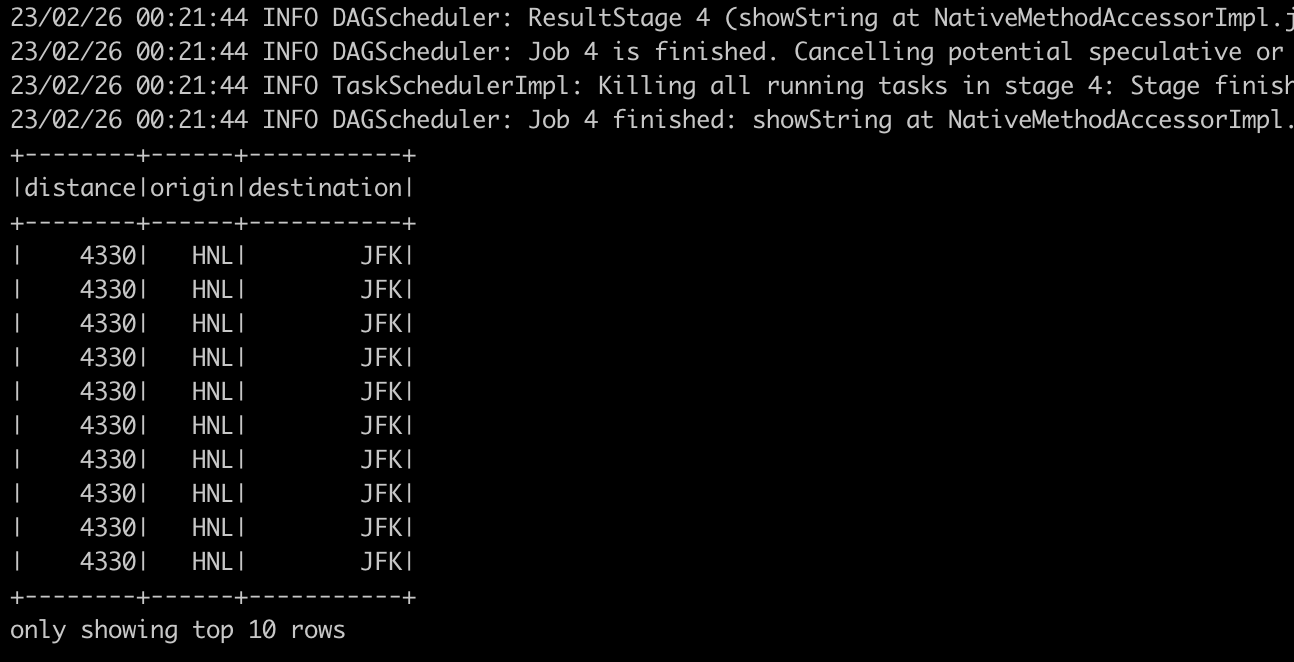 23/02/26 00:21:44 INFO DAGScheduler: ResultStage 4 (showString at NativeMethodAccessorImpl.j
23/02/26 00:21:44 INFO DAGScheduler: Job 4 is finished. Cancelling potential speculative or
23/02/26 00:21:44 INFO TaskSchedulerImpl: Killing all running tasks in stage 4: Stage finish
23/02/26 00:21:44 INFO DAGScheduler: Job 4 finished: showString at NativeMethodAccessorImpl.
+--------+------+-----------+
|distance|origin|destination|
+--------+------+-----------+
|    4330|   HNL|        JFK|
|    4330|   HNL|        JFK|
|    4330|   HNL|        JFK|
|    4330|   HNL|        JFK|
|    4330|   HNL|        JFK|
|    4330|   HNL|        JFK|
|    4330|   HNL|        JFK|
|    4330|   HNL|        JFK|
|    4330|   HNL|        JFK|
|    4330|   HNL|        JFK|
+--------+------+-----------+
only showing top 10 rows